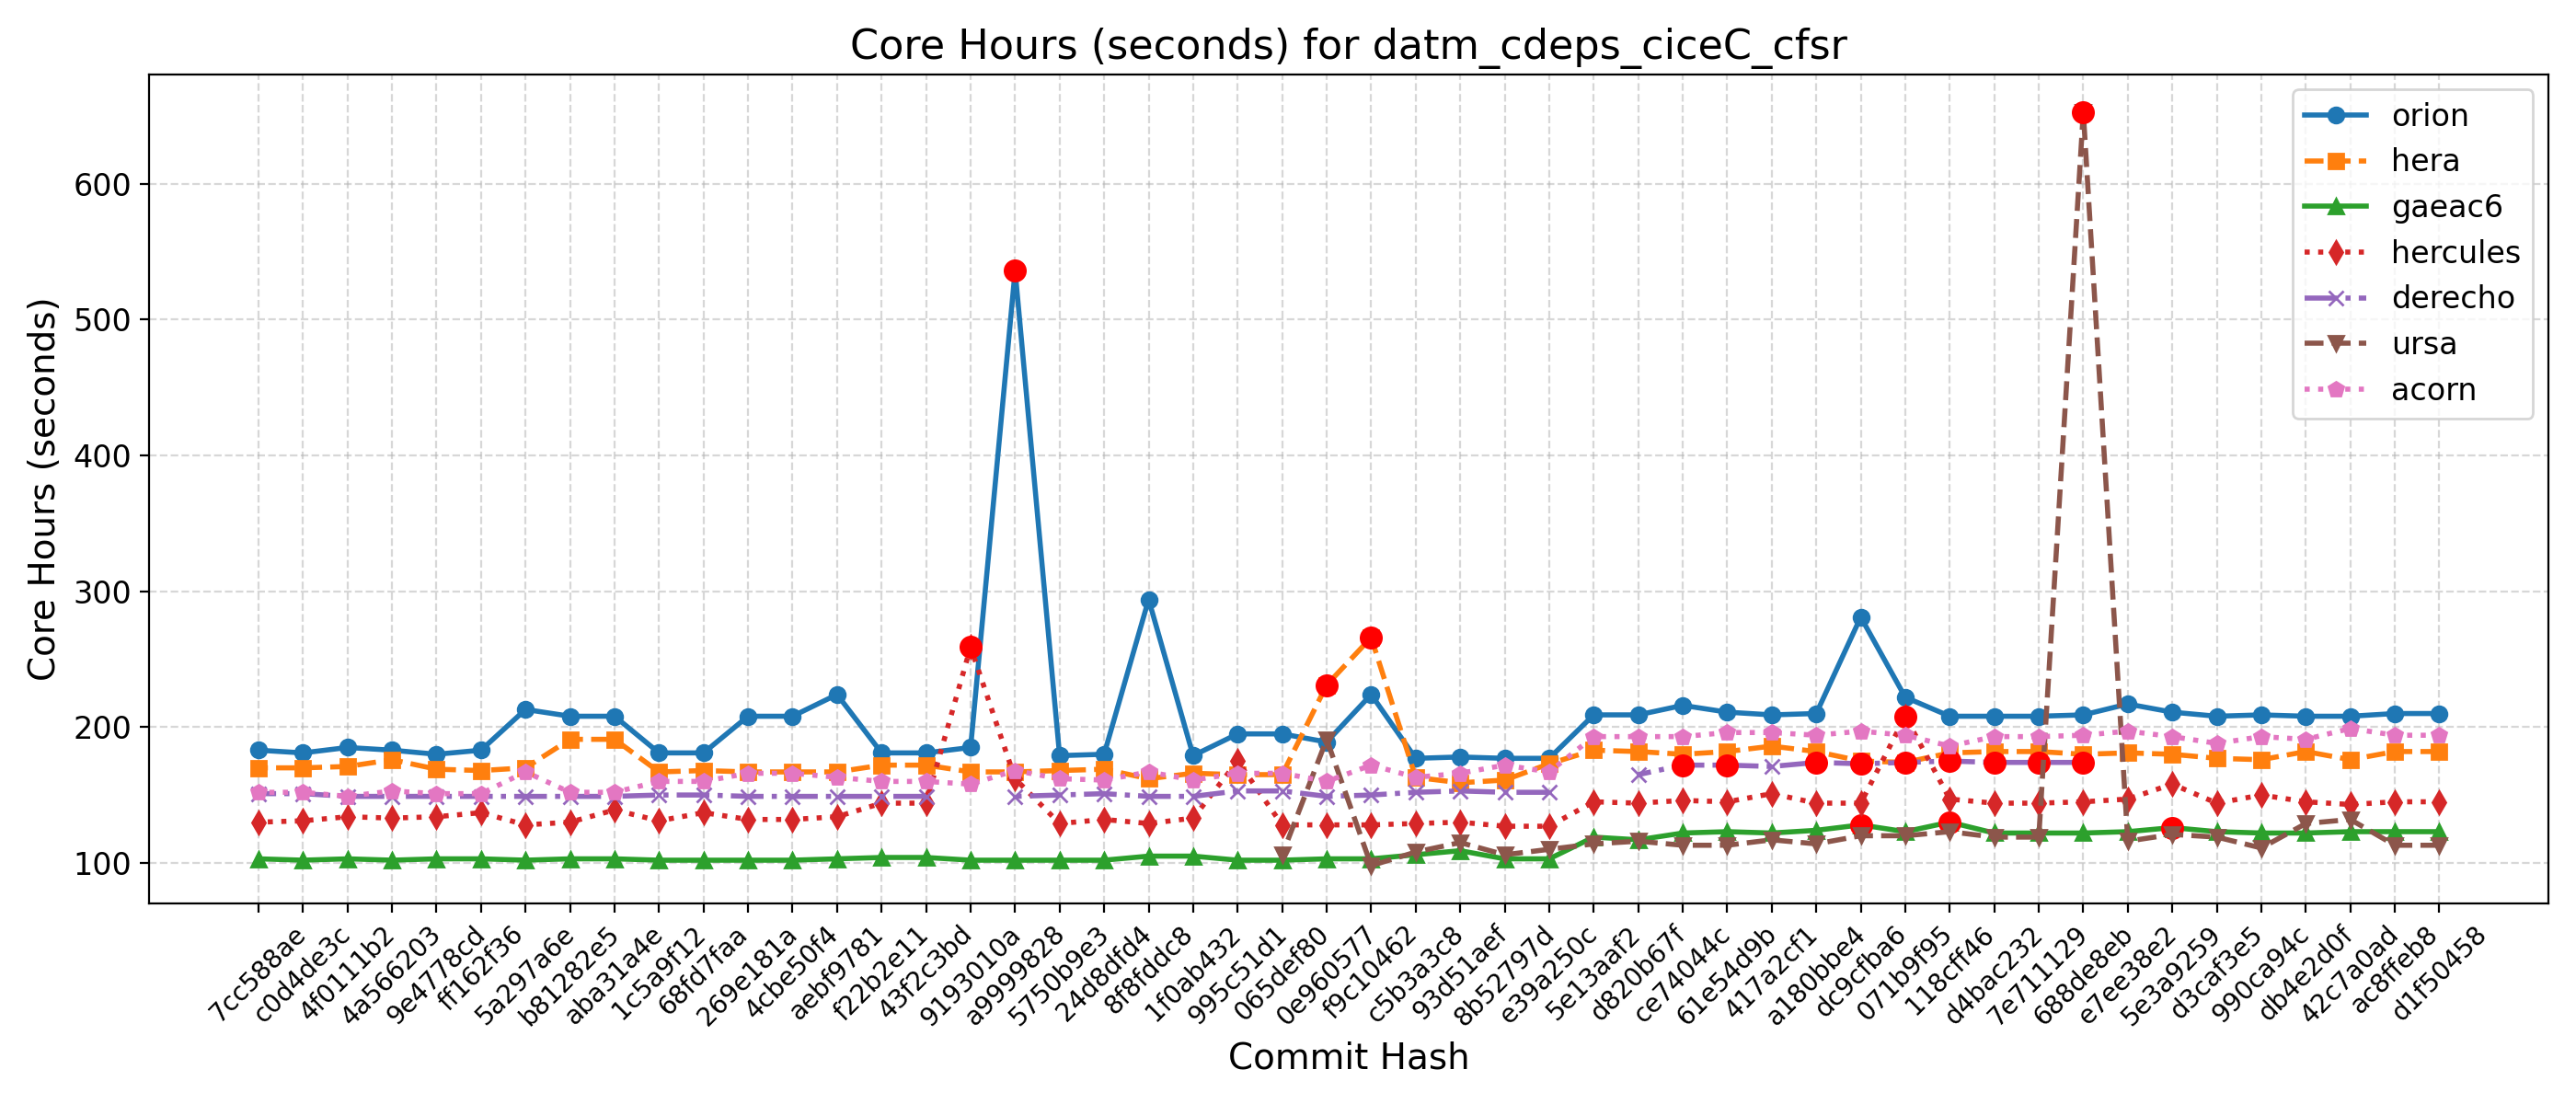 Core Hours (seconds) for datm_cdeps_ciceC_cfsr
Core Hours (seconds)
600
500
400
300
200
100
orion
hera
gaeac6
hercules
derecho
ursa
acorn
7cc588ae
c0d4de3c
4f0111b2
4a566203
9e4778cd
ff162f36
5a297a6e
b81282e5
aba31a4e
1c5a9f12
68fd7faa
269e181a
4cbe50f4
aebf9781
f22b2e11
43f2c3bd
9193010a
a9999828
5750b9e3
24d8dfd4
8f8fddc8
1f0ab432
995c51d1
065def80
0e960577
f9c10462
c5b3a3c8
93d51aef
8b52797d
e39a250c
5e13aaf2
d820b67f
ce74044c
61e54d9b
417a2cf1
a180bbe4
dc9cfba6
071b9f95
118cff46
d4bac232
7e711129
688de8eb
e7ee38e2
5e3a9259
d3caf3e5
990ca94c
db4e2d0f
42c7a0ad
ac8ffeb8
d1f50458
Commit Hash